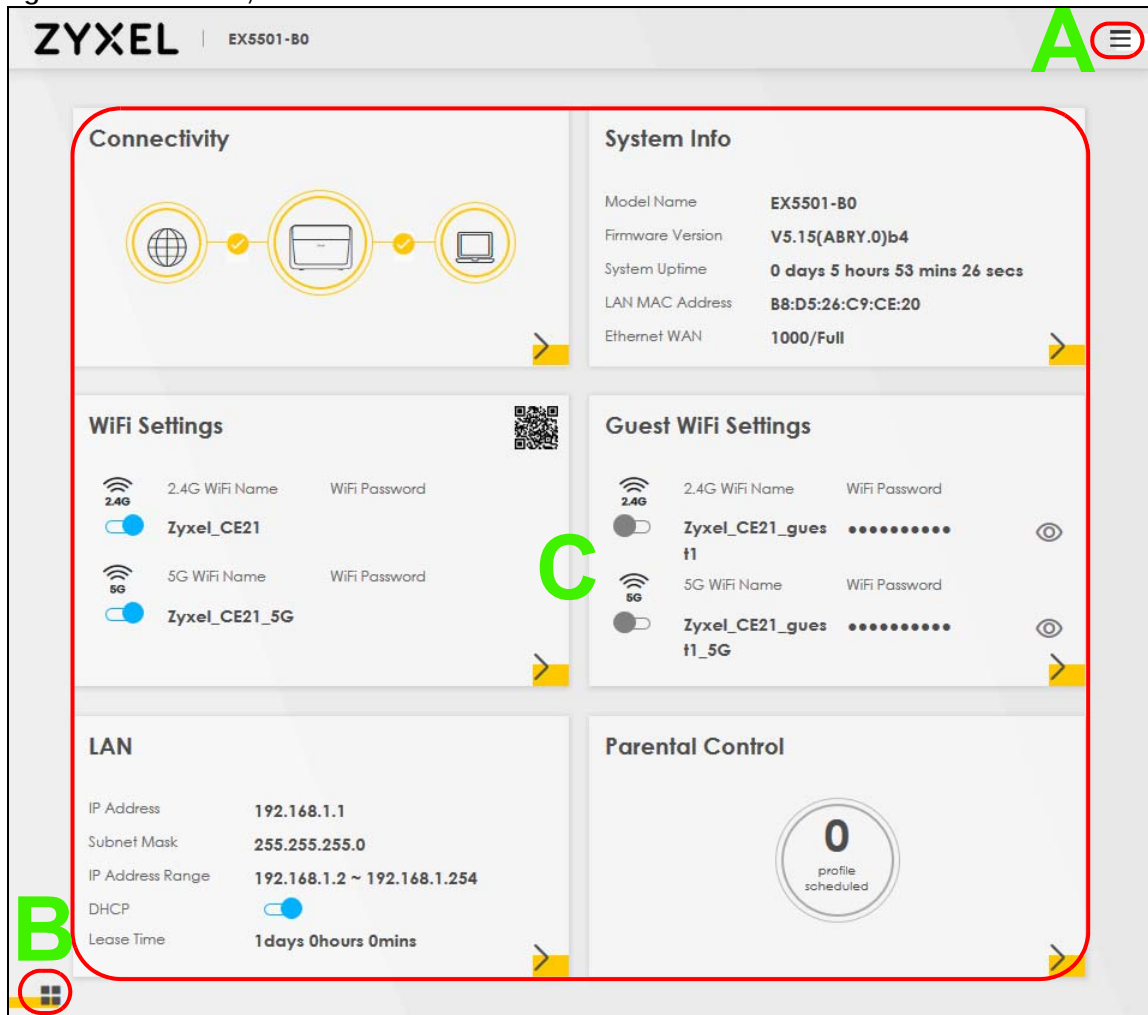 ZYXEL EX5501-B0
A
Connectivity
System Info
Model Name EX5501-B0
Firmware Version V5.15(ABRY.0)b4
System Uptime 0 days 5 hours 53 mins 26 secs
LAN MAC Address B8:D5:26:C9:CE:20
Ethernet WAN 1000/Full
WiFi Settings
2.4G
2.4G WiFi Name WiFi Password
Zyxel_CE21
5G
5G WiFi Name WiFi Password
Zyxel_CE21_5G
C
Guest WiFi Settings
2.4G
2.4G WiFi Name WiFi Password
Zyxel_CE21_gues ●●●●●●●●●●
t1
5G
5G WiFi Name WiFi Password
Zyxel_CE21_gues ●●●●●●●●●●
t1_5G
LAN
IP Address 192.168.1.1
Subnet Mask 255.255.255.0
IP Address Range 192.168.1.2 ~ 192.168.1.254
DHCP
Lease Time 1days 0hours 0mins
Parental Control
0
profile
scheduled
B